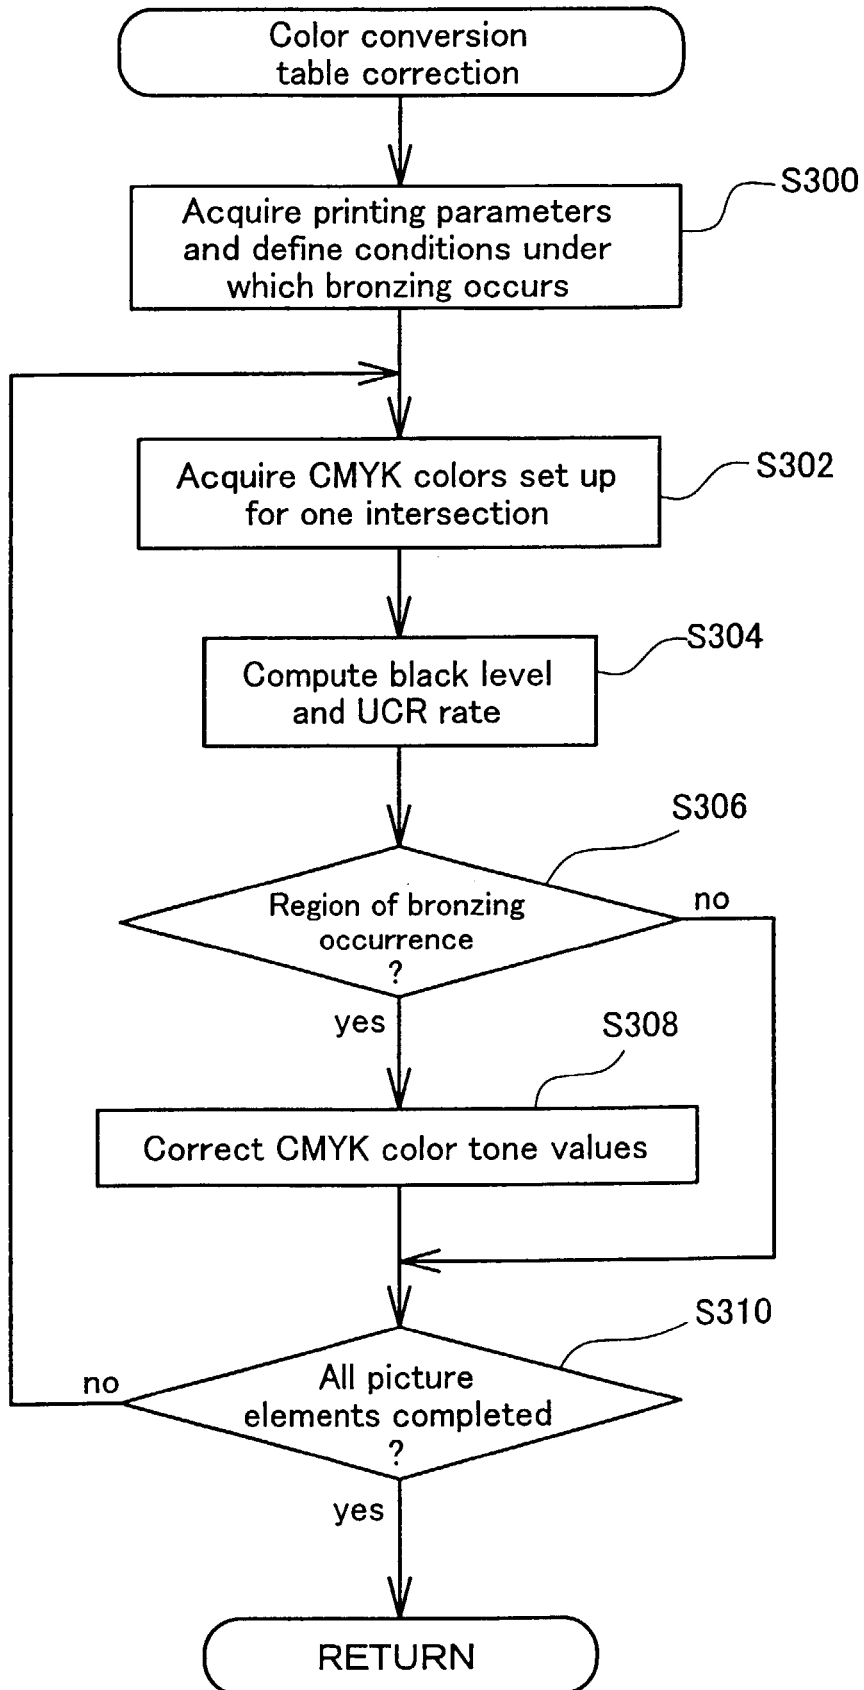 Color conversion
table correction
S300
Acquire printing parameters
and define conditions under
which bronzing occurs
S302
Acquire CMYK colors set up
for one intersection
S304
Compute black level
and UCR rate
S306
Region of bronzing
occurrence
?
no
yes
S308
Correct CMYK color tone values
S310
no
All picture
elements completed
?
yes
RETURN